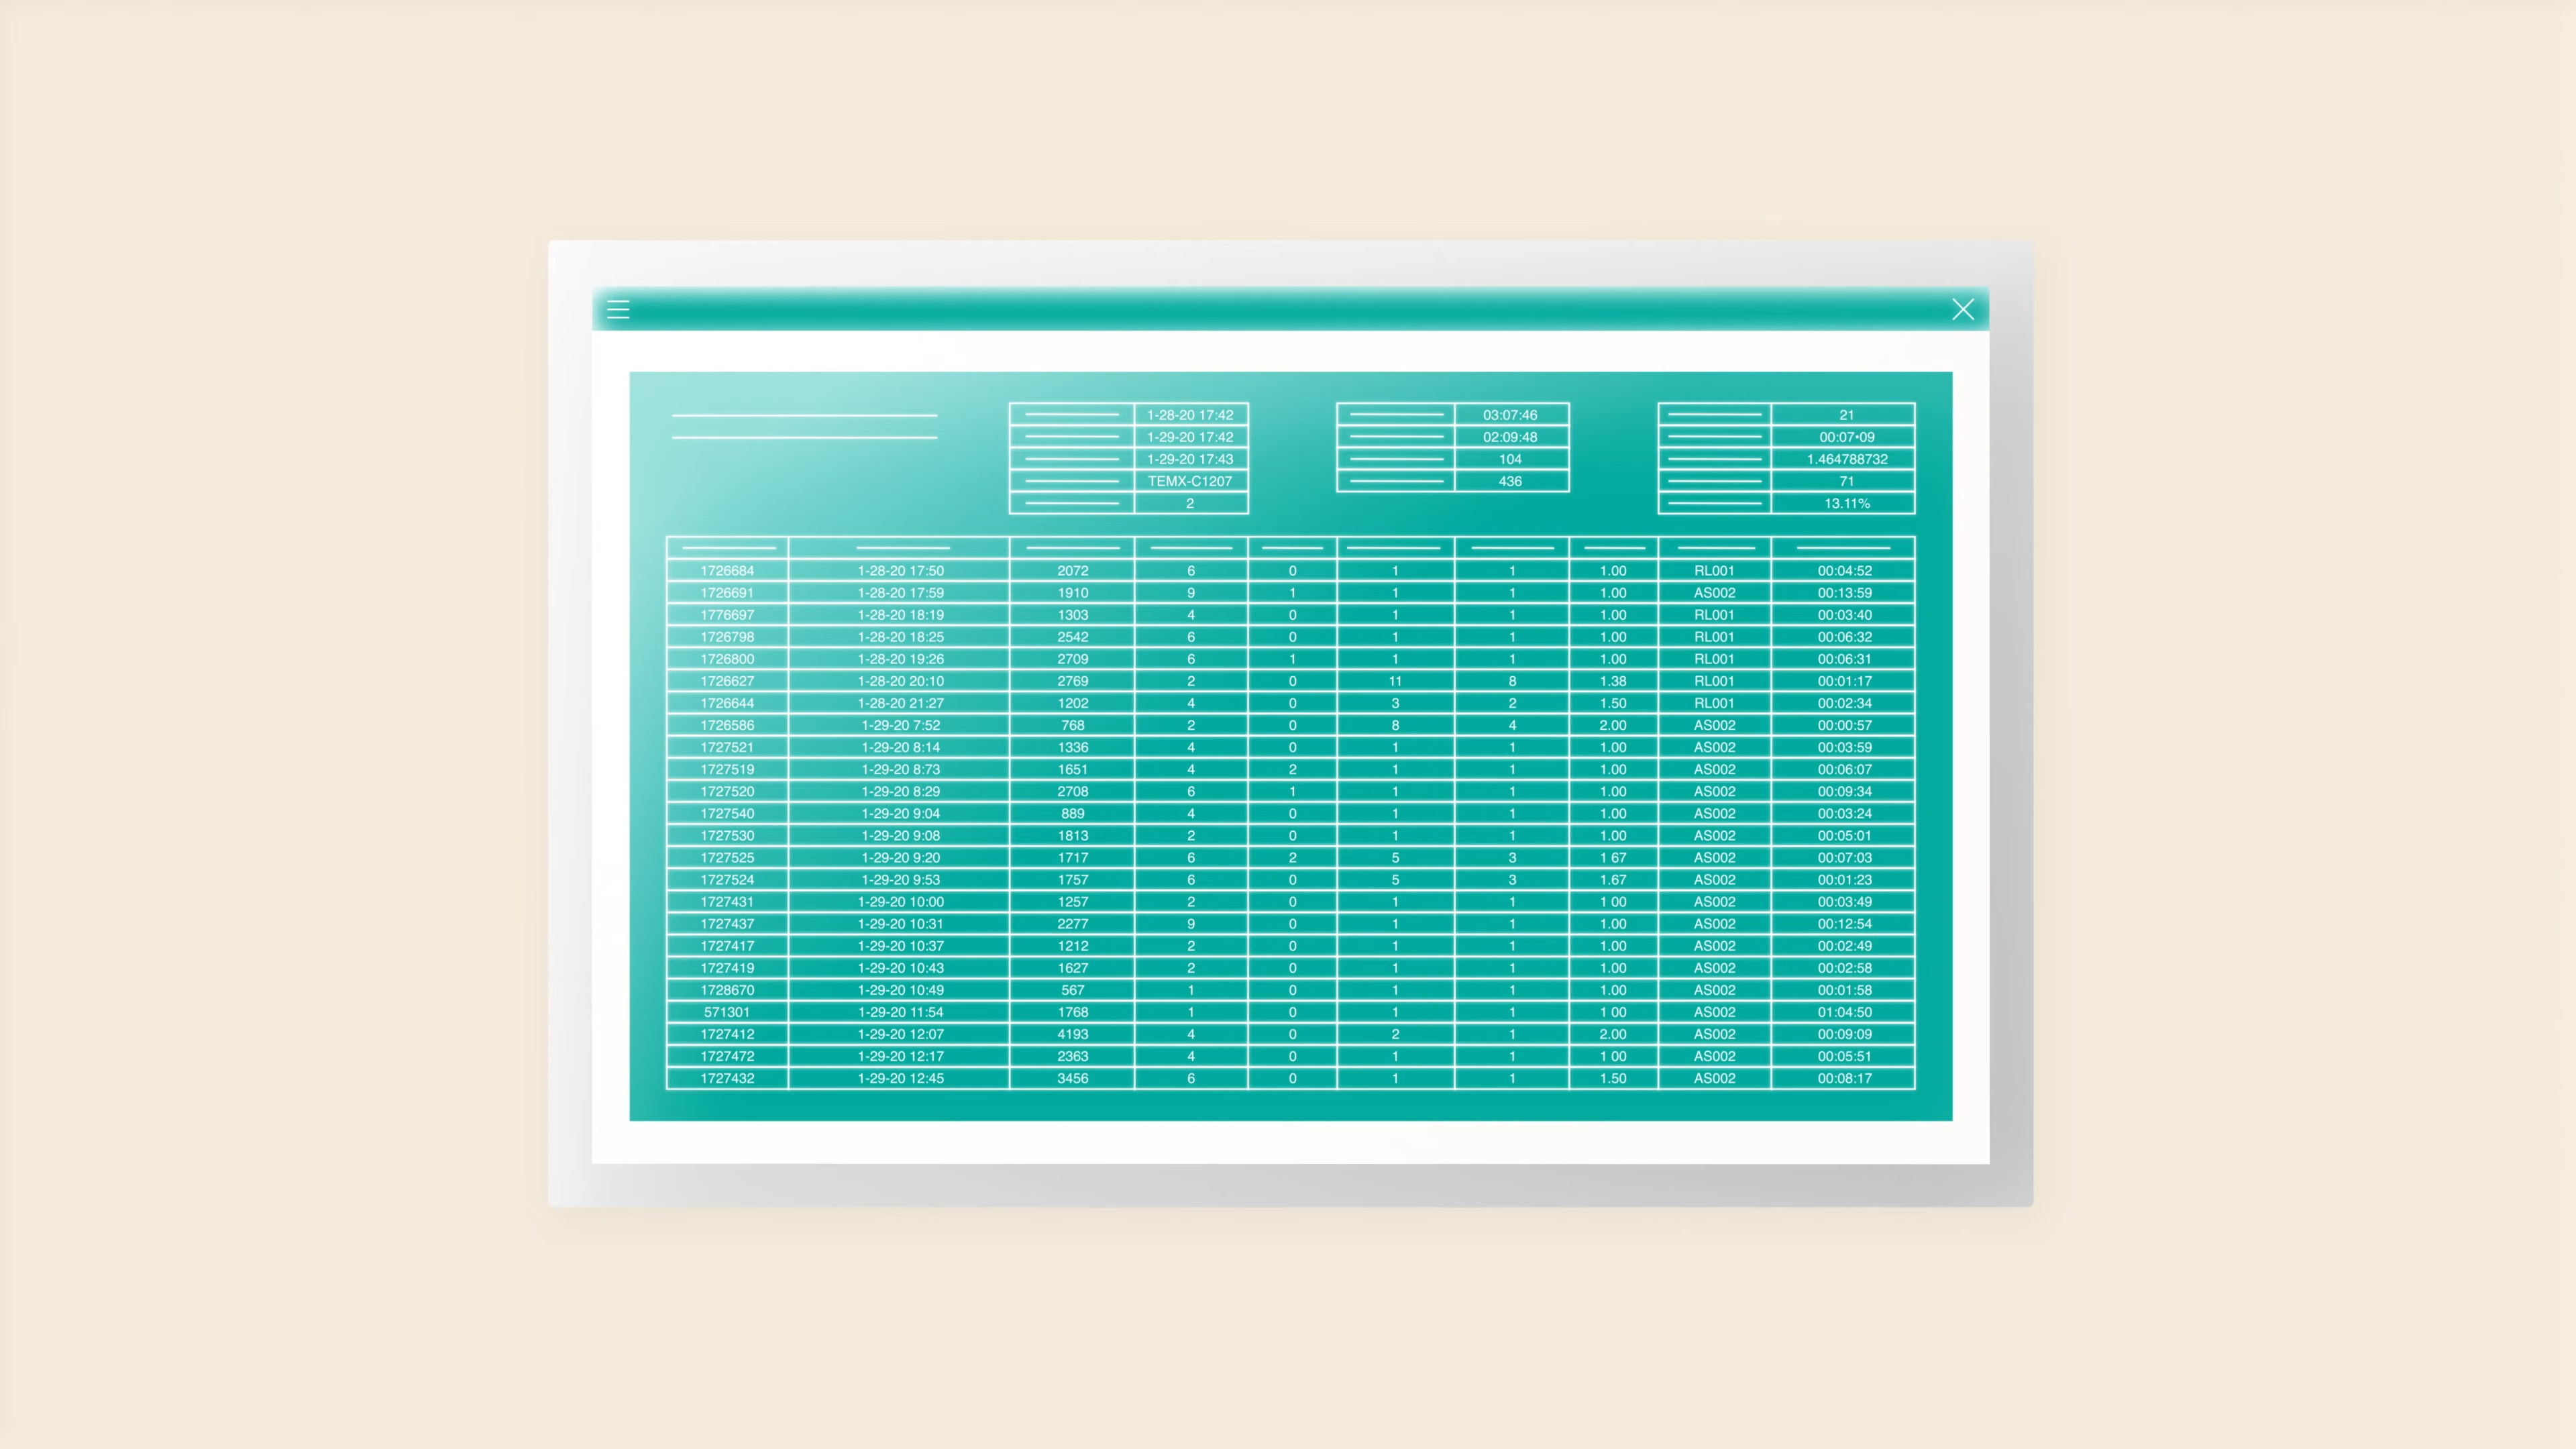 1-28-20 17:42 03:07:46 21
1-29-20 17:42 02:09:48 00:07•09
1-29-20 17:43 104 1.464788732
TEMX-C1207 436 71
2 13.11%
1726684 1-28-20 17:50 2072 6 0 1 1 1.00 RL001 00:04:52
1726691 1-28-20 17:59 1910 9 1 1 1 1.00 AS002 00:13:59
1776697 1-28-20 18:19 1303 4 0 1 1 1.00 RL001 00:03:40
1726798 1-28-20 18:25 2542 6 0 1 1 1.00 RL001 00:06:32
1726800 1-28-20 19:26 2709 6 1 1 1 1.00 RL001 00:06:31
1726627 1-28-20 20:10 2769 2 0 11 8 1.38 RL001 00:01:17
1726644 1-28-20 21:27 1202 4 0 3 2 1.50 RL001 00:02:34
1726586 1-29-20 7:52 768 2 0 8 4 2.00 AS002 00:00:57
1727521 1-29-20 8:14 1336 4 0 1 1 1.00 AS002 00:03:59
1727519 1-29-20 8:73 1651 4 2 1 1 1.00 AS002 00:06:07
1727520 1-29-20 8:29 2708 6 1 1 1 1.00 AS002 00:09:34
1727540 1-29-20 9:04 889 4 0 1 1 1.00 AS002 00:03:24
1727530 1-29-20 9:08 1813 2 0 1 1 1.00 AS002 00:05:01
1727525 1-29-20 9:20 1717 6 2 5 3 1 67 AS002 00:07:03
1727524 1-29-20 9:53 1757 6 0 5 3 1.67 AS002 00:01:23
1727431 1-29-20 10:00 1257 2 0 1 1 1 00 AS002 00:03:49
1727437 1-29-20 10:31 2277 9 0 1 1 1.00 AS002 00:12:54
1727417 1-29-20 10:37 1212 2 0 1 1 1.00 AS002 00:02:49
1727419 1-29-20 10:43 1627 2 0 1 1 1.00 AS002 00:02:58
1728670 1-29-20 10:49 567 1 0 1 1 1.00 AS002 00:01:58
571301 1-29-20 11:54 1768 1 0 1 1 1 00 AS002 01:04:50
1727412 1-29-20 12:07 4193 4 0 2 1 2.00 AS002 00:09:09
1727472 1-29-20 12:17 2363 4 0 1 1 1 00 AS002 00:05:51
1727432 1-29-20 12:45 3456 6 0 1 1 1.50 AS002 00:08:17